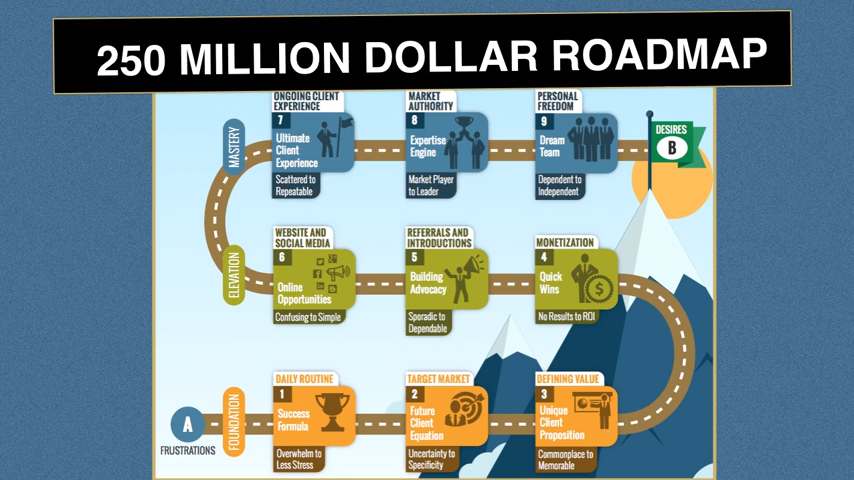 250 MILLION DOLLAR ROADMAP
ONGOING CLIENT
EXPERIENCE
7
Ultimate
Client
Experience
Scattered to
Repeatable
MARKET
AUTHORITY
8
Expertise
Engine
Market Player
to Leader
PERSONAL
FREEDOM
9
Dream
Team
Dependent to
Independent
DESIRES
B
MASTERY
WEBSITE AND
SOCIAL MEDIA
6
Online
Opportunities
Confusing to Simple
REFERRALS AND
INTRODUCTIONS
5
Building
Advocacy
Sporadic to
Dependable
MONETIZATION
4
Quick
Wins
$
No Results to ROI
ELEVATION
DAILY ROUTINE
1
Success
Formula
Overwhelm to
Less Stress
TARGET MARKET
2
Future
Client
Equation
Uncertainty to
Specificity
DEFINING VALUE
3
Unique
Client
Proposition
Commonplace to
Memorable
FOUNDATION
A
FRUSTRATIONS